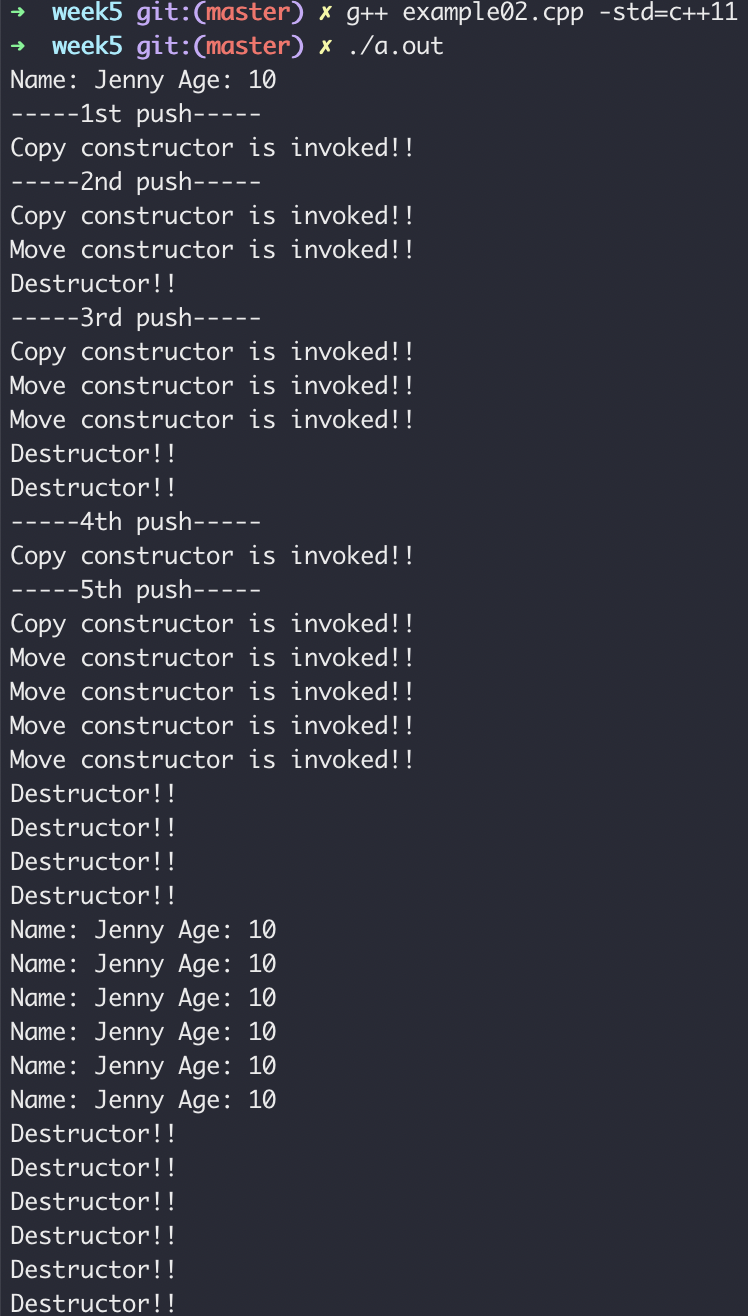 ➜ week5 git:(master) ✗ g++ example02.cpp -std=c++11
➜ week5 git:(master) ✗ ./a.out
Name: Jenny Age: 10
-----1st push-----
Copy constructor is invoked!!
-----2nd push-----
Copy constructor is invoked!!
Move constructor is invoked!!
Destructor!!
-----3rd push-----
Copy constructor is invoked!!
Move constructor is invoked!!
Move constructor is invoked!!
Destructor!!
Destructor!!
-----4th push-----
Copy constructor is invoked!!
-----5th push-----
Copy constructor is invoked!!
Move constructor is invoked!!
Move constructor is invoked!!
Move constructor is invoked!!
Move constructor is invoked!!
Destructor!!
Destructor!!
Destructor!!
Destructor!!
Name: Jenny Age: 10
Name: Jenny Age: 10
Name: Jenny Age: 10
Name: Jenny Age: 10
Name: Jenny Age: 10
Name: Jenny Age: 10
Destructor!!
Destructor!!
Destructor!!
Destructor!!
Destructor!!
Destructor!!